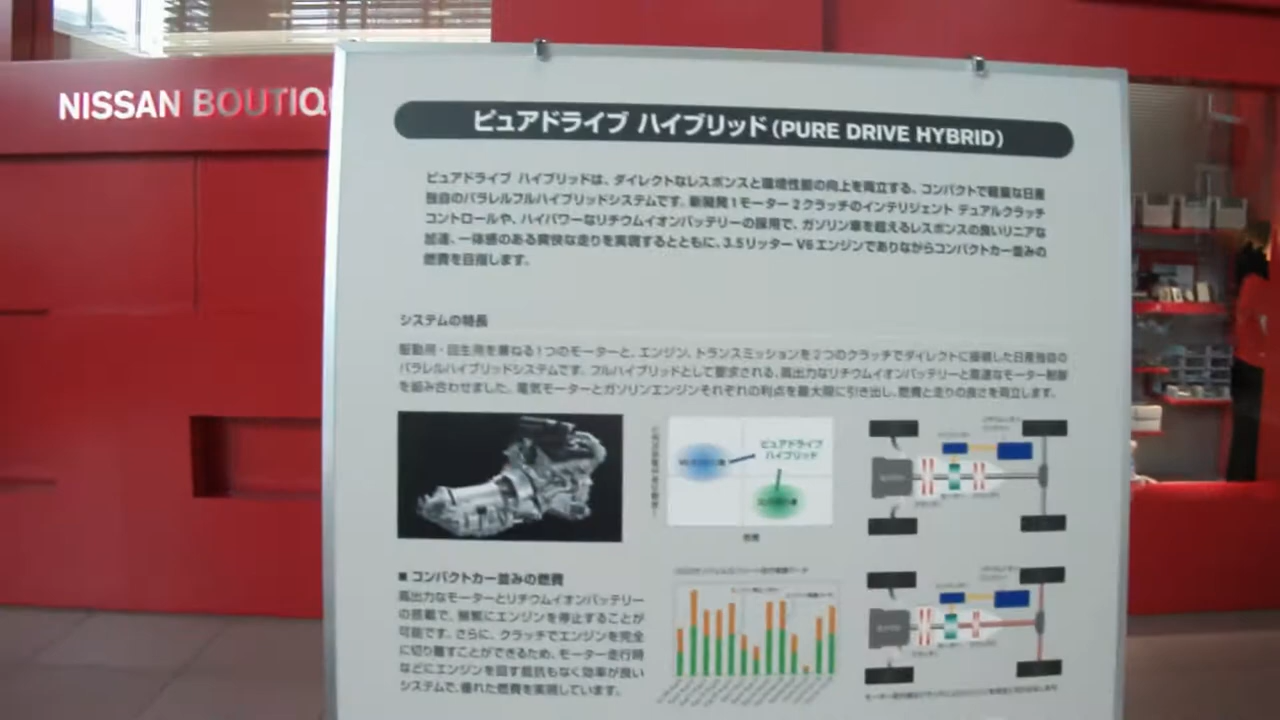 NISSAN BOUTIQU
ピュアドライブ ハイブリッド(PURE DRIVE HYBRID)
ピュアドライブ ハイブリッドは、ダイレクトなレスポンスと環境性能の向上を両立する、コンパクトで軽量な日産
独自のパラレルフルハイブリッドシステムです。新開発1モーター2クラッチのインテリジェント デュアルクラッチ
コントロールや、ハイパワーなリチウムイオンバッテリーの採用で、ガソリン車を超えるレスポンスの良いリニアな
加速、一体感のある爽快な走りを実現するとともに、3.5リッター V6エンジンでありながらコンパクトカー並みの
燃費を目指します。
システムの特長
駆動用・回生用を兼ねる1つのモーターと、エンジン、トランスミッションを2つのクラッチでダイレクトに接続した日産独自の
パラレルハイブリッドシステムです。フルハイブリッドとして要求される、高出力なリチウムイオンバッテリーと高速なモーター制御
を組み合わせました。電気モーターとガソリンエンジンそれぞれの利点を最大限に引き出し、燃費と走りの良さを両立します。
ピュアドライブ
ハイブリッド
燃費
■ コンパクトカー並みの燃費
高出力なモーターとリチウムイオンバッテリー
の搭載で、頻繁にエンジンを停止することが
可能です。さらに、クラッチでエンジンを完全
に切り離すことができるため、モーター走行時
などにエンジンを回す抵抗もなく効率が良い
システムで、優れた燃費を実現しています。